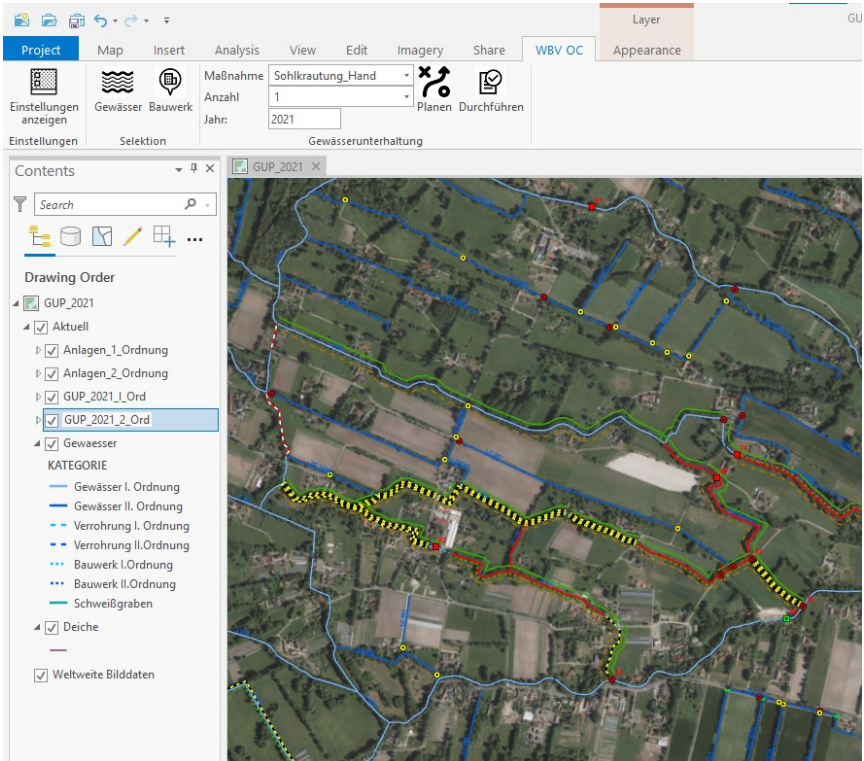 Layer
GU
Project Map Insert Analysis View Edit Imagery Share WBV OC Appearance
Einstellungen anzeigen
Gewässer
Bauwerk
Maßnahme Sohlkrautung_Hand
Anzahl 1
Jahr: 2021
Planen
Durchführen
Einstellungen Selektion Gewässerunterhaltung
Contents
GUP_2021
Search
Drawing Order
GUP_2021
Aktuell
Anlagen_1_Ordnung
Anlagen_2_Ordnung
GUP_2021_I_Ord
GUP_2021_2_Ord
Gewaesser
KATEGORIE
Gewässer I. Ordnung
Gewässer II. Ordnung
Verrohrung I. Ordnung
Verrohrung II.Ordnung
Bauwerk I.Ordnung
Bauwerk II.Ordnung
Schweißgraben
Deiche
Weltweite Bilddaten